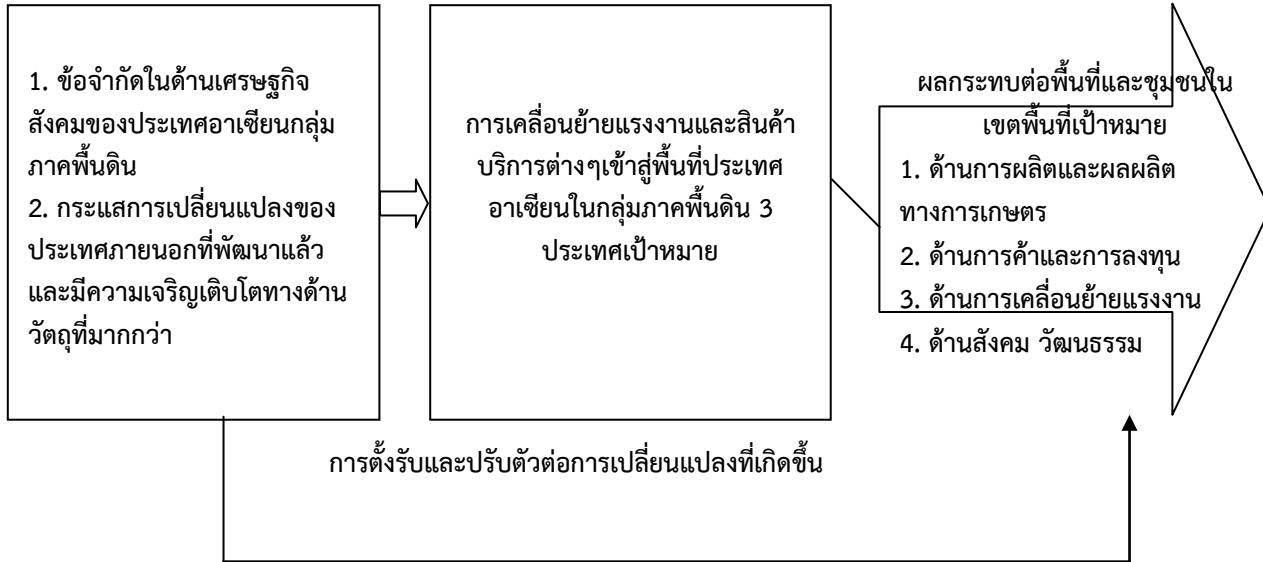 1. ข้อจำกัดในด้านเศรษฐกิจ
สังคมของประเทศอาเซียนกลุ่ม
ภาคพื้นดิน
2. กระแสการเปลี่ยนแปลงของ
ประเทศภายนอกที่พัฒนาแล้ว
และมีความเจริญเติบโตทางด้าน
วัตถุที่มากกว่า
การเคลื่อนย้ายแรงงานและสินค้า
บริการต่างๆเข้าสู่พื้นที่ประเทศ
อาเซียนในกลุ่มภาคพื้นดิน 3
ประเทศเป้าหมาย
ผลกระทบต่อพื้นที่และชุมชนใน
เขตพื้นที่เป้าหมาย
1. ด้านการผลิตและผลผลิต
ทางการเกษตร
2. ด้านการค้าและการลงทุน
3. ด้านการเคลื่อนย้ายแรงงาน
4. ด้านสังคม วัฒนธรรม
การตั้งรับและปรับตัวต่อการเปลี่ยนแปลงที่เกิดขึ้น